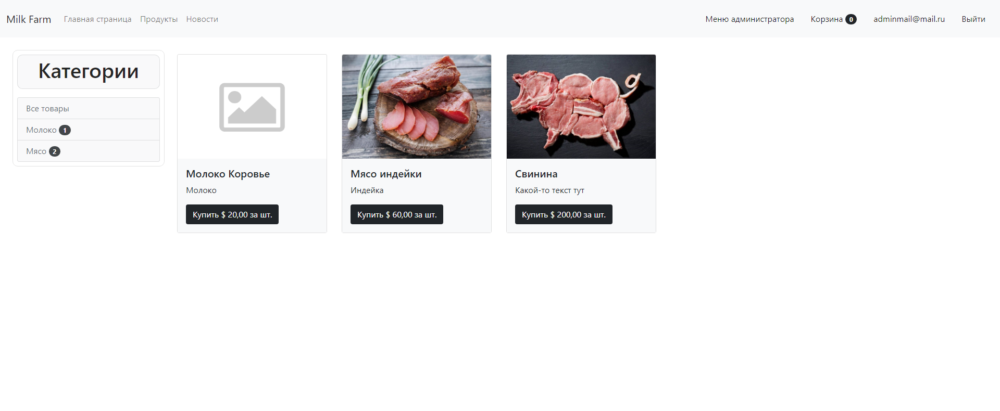 Milk Farm Главная страница Продукты Новости Меню администратора Корзина 0 adminmail@mail.ru Выйти
Категории
Все товары
Молоко 1
Мясо 2
Молоко Коровье
Молоко
Купить $ 20,00 за шт.
Мясо индейки
Индейка
Купить $ 60,00 за шт.
Свинина
Какой-то текст тут
Купить $ 200,00 за шт.